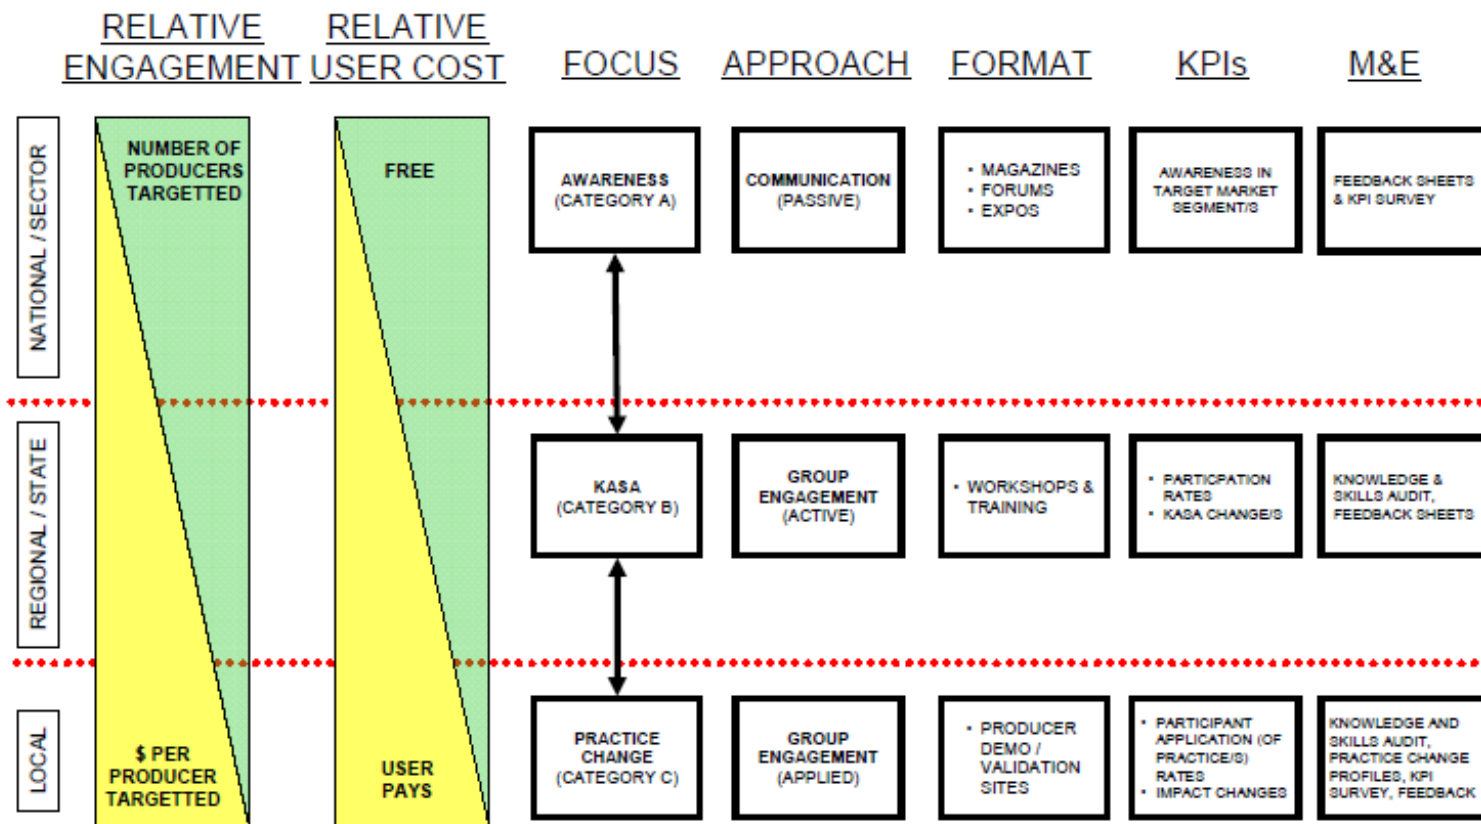 RELATIVE
ENGAGEMENT
RELATIVE
USER COST
FOCUS
APPROACH
FORMAT
KPIs
M&E
NATIONAL / SECTOR
NUMBER OF
PRODUCERS
TARGETTED
FREE
AWARENESS
(CATEGORY A)
COMMUNICATION
(PASSIVE)
• MAGAZINES
• FORUMS
• EXPOS
AWARENESS IN
TARGET MARKET
SEGMENT/S
FEEDBACK SHEETS
& KPI SURVEY
REGIONAL / STATE
KASA
(CATEGORY B)
GROUP
ENGAGEMENT
(ACTIVE)
• WORKSHOPS &
TRAINING
• PARTICPATION
RATES
• KASA CHANGE/S
KNOWLEDGE &
SKILLS AUDIT,
FEEDBACK SHEETS
LOCAL
$ PER
PRODUCER
TARGETTED
USER
PAYS
PRACTICE
CHANGE
(CATEGORY C)
GROUP
ENGAGEMENT
(APPLIED)
• PRODUCER
DEMO /
VALIDATION
SITES
• PARTICIPANT
APPLICATION (OF
PRACTICE/S)
RATES
• IMPACT CHANGES
KNOWLEDGE AND
SKILLS AUDIT,
PRACTICE CHANGE
PROFILES, KPI
SURVEY, FEEDBACK